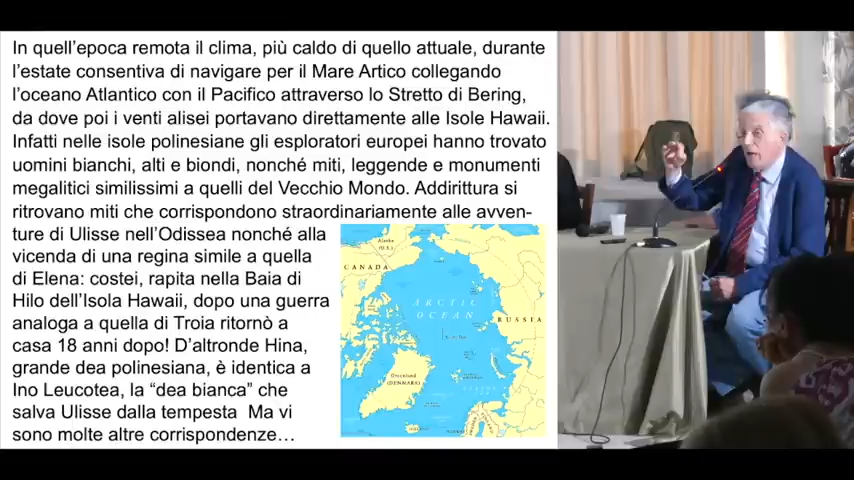 In quell'epoca remota il clima, più caldo di quello attuale, durante
l'estate consentiva di navigare per il Mare Artico collegando
l'oceano Atlantico con il Pacifico attraverso lo Stretto di Bering,
da dove poi i venti alisei portavano direttamente alle Isole Hawaii.
Infatti nelle isole polinesiane gli esploratori europei hanno trovato
uomini bianchi, alti e biondi, nonché miti, leggende e monumenti
megalitici similissimi a quelli del Vecchio Mondo. Addirittura si
ritrovano miti che corrispondono straordinariamente alle avven-
ture di Ulisse nell'Odissea nonché alla
vicenda di una regina simile a quella
di Elena: costei, rapita nella Baia di
Hilo dell'Isola Hawaii, dopo una guerra
analoga a quella di Troia ritornò a
casa 18 anni dopo! D'altronde Hina,
grande dea polinesiana, è identica a
Ino Leucotea, la “dea bianca” che
salva Ulisse dalla tempesta Ma vi
sono molte altre corrispondenze…
Alaska
(U.S.)
CANADA
ARCTIC
OCEAN
RUSSIA
Greenland
(DENMARK)